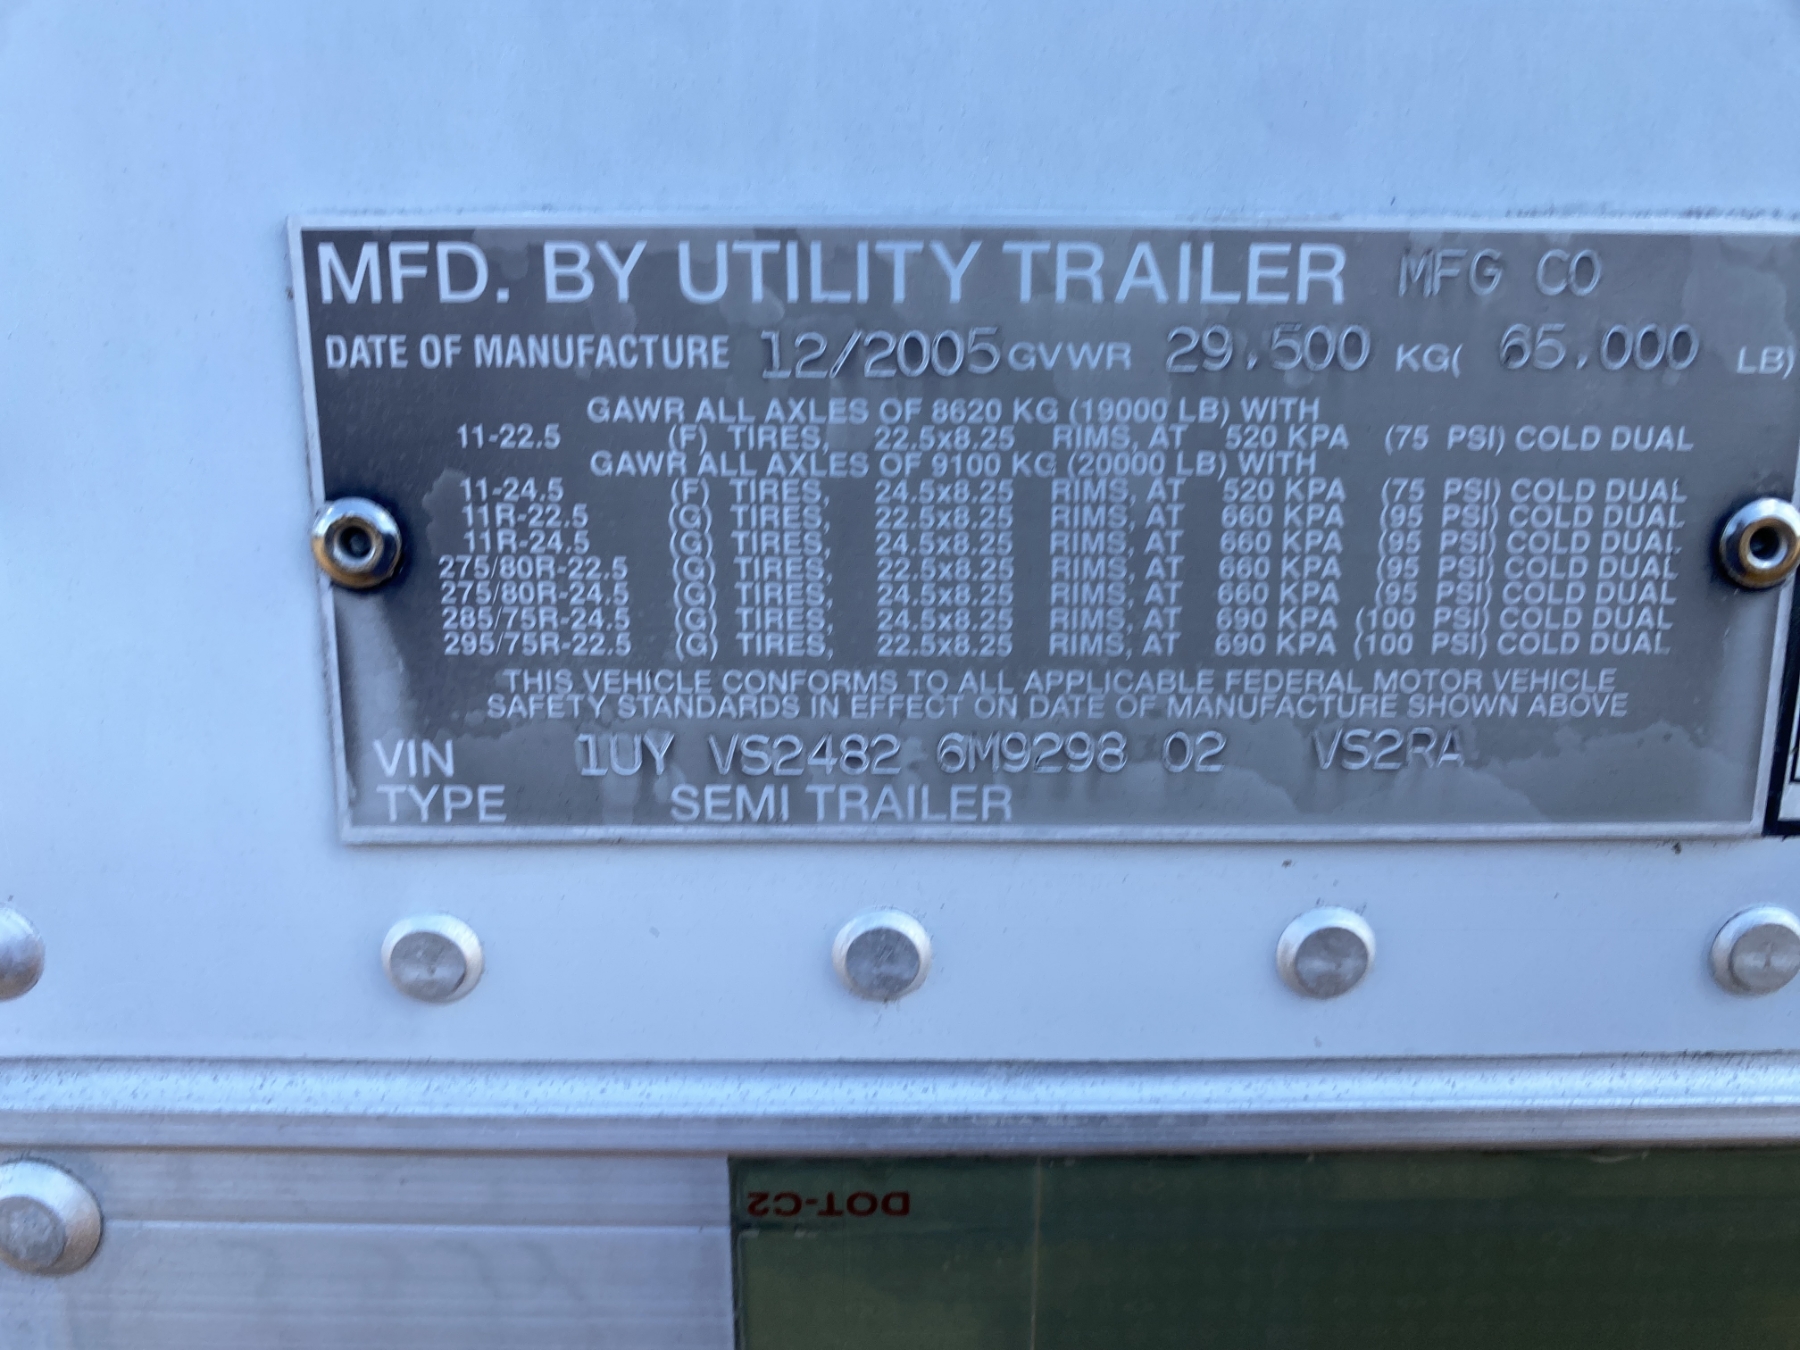 MFD. BY UTILITY TRAILER MFG CO
DATE OF MANUFACTURE 12/2005 GVWR 29,500 KG( 65,000 LB)
GAWR ALL AXLES OF 8620 KG (19000 LB) WITH
11-22.5 (F) TIRES, 22.5x8.25 RIMS, AT 520 KPA (75 PSI) COLD DUAL
GAWR ALL AXLES OF 9100 KG (20000 LB) WITH
11-24.5 (F) TIRES, 24.5x8.25 RIMS, AT 520 KPA (75 PSI) COLD DUAL
11R-22.5 (G) TIRES, 22.5x8.25 RIMS, AT 660 KPA (95 PSI) COLD DUAL
11R-24.5 (G) TIRES, 24.5x8.25 RIMS, AT 660 KPA (95 PSI) COLD DUAL
275/80R-22.5 (G) TIRES, 22.5x8.25 RIMS, AT 660 KPA (95 PSI) COLD DUAL
275/80R-24.5 (G) TIRES, 24.5x8.25 RIMS, AT 660 KPA (95 PSI) COLD DUAL
285/75R-24.5 (G) TIRES, 24.5x8.25 RIMS, AT 690 KPA (100 PSI) COLD DUAL
295/75R-22.5 (G) TIRES, 22.5x8.25 RIMS, AT 690 KPA (100 PSI) COLD DUAL
THIS VEHICLE CONFORMS TO ALL APPLICABLE FEDERAL MOTOR VEHICLE
SAFETY STANDARDS IN EFFECT ON DATE OF MANUFACTURE SHOWN ABOVE
VIN 1UY VS2482 6M9298 02 VS2RA
TYPE SEMI TRAILER
DOT-C2